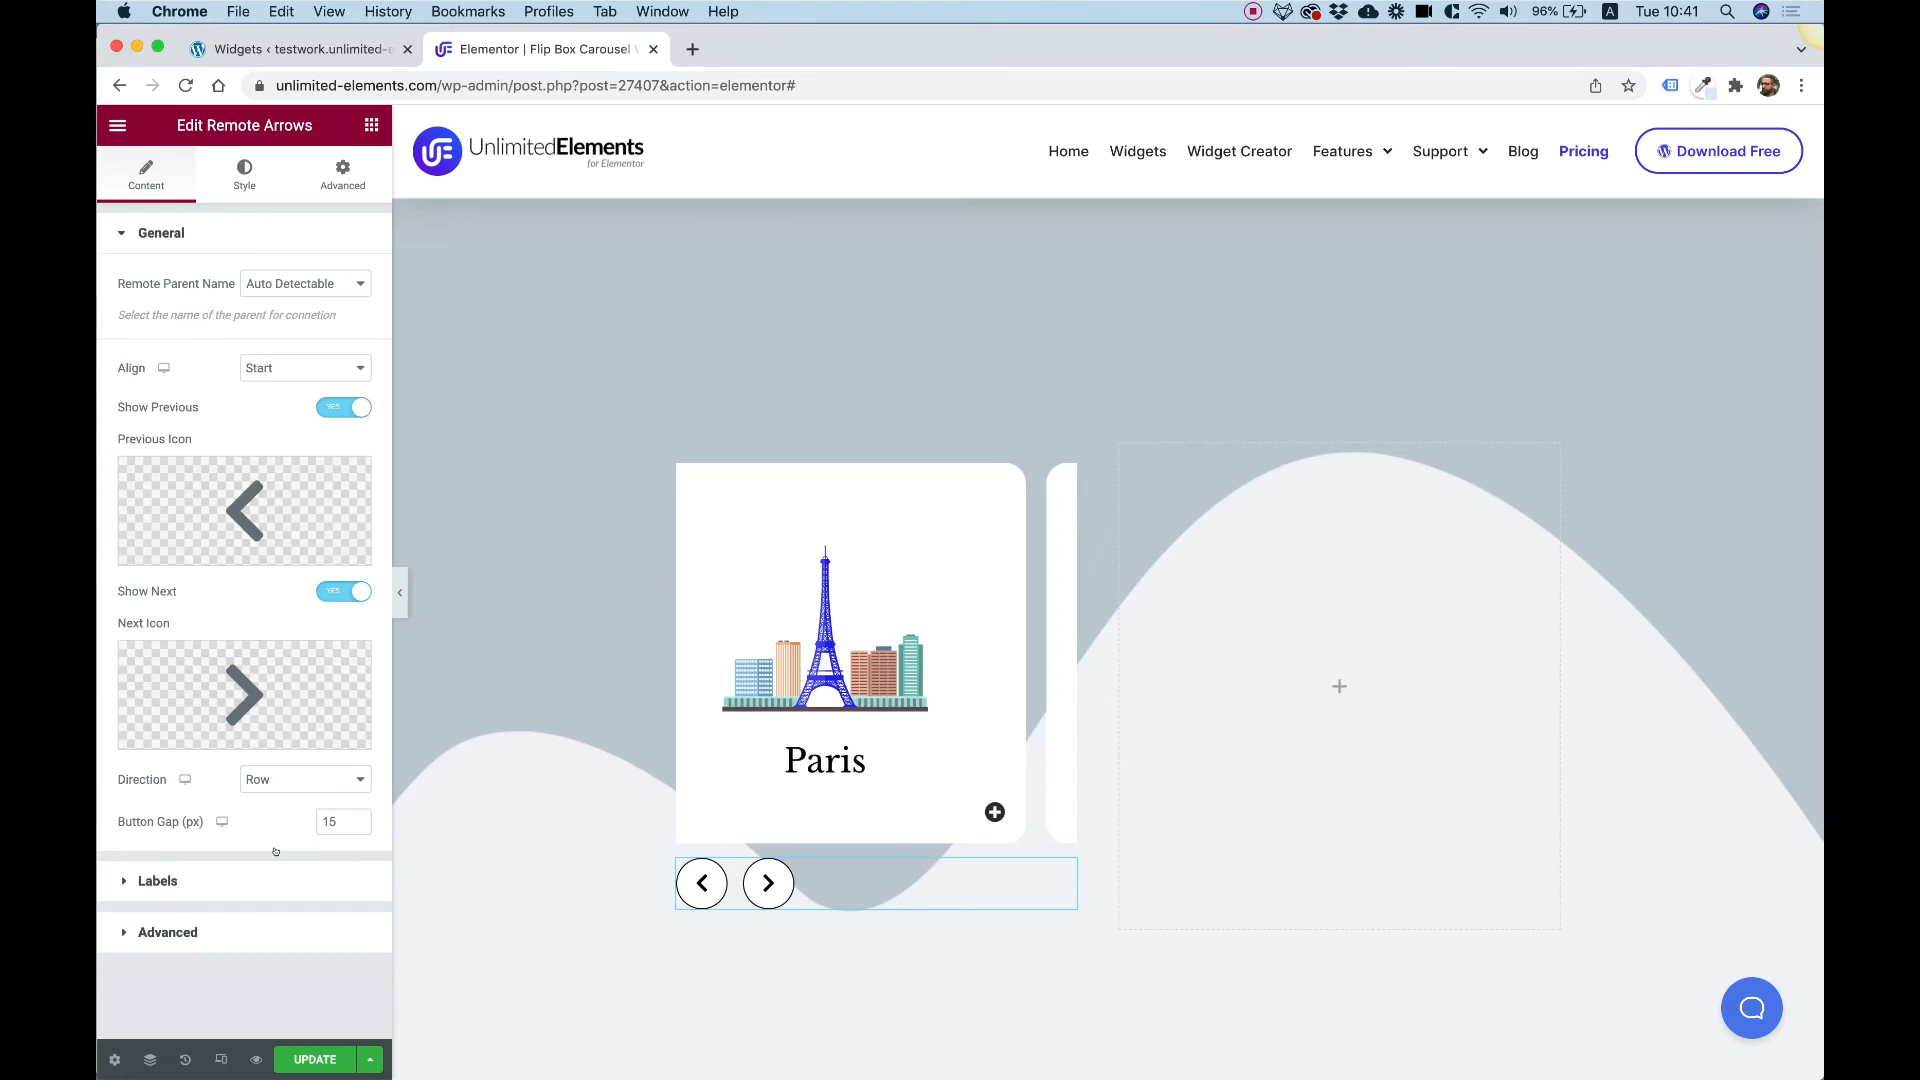 Chrome File Edit View History Bookmarks Profiles Tab Window Help 96% A Tue 10:41
Widgets ‹ testwork.unlimited-e Elementor | Flip Box Carousel
unlimited-elements.com/wp-admin/post.php?post=27407&action=elementor#
Edit Remote Arrows
Content Style Advanced
General
Remote Parent Name Auto Detectable
Select the name of the parent for connetion
Align Start
Show Previous YES
Previous Icon
Show Next YES
Next Icon
Direction Row
Button Gap (px) 15
Labels
Advanced
UPDATE
UE UnlimitedElements
for Elementor
Home Widgets Widget Creator Features Support Blog Pricing Download Free
Paris